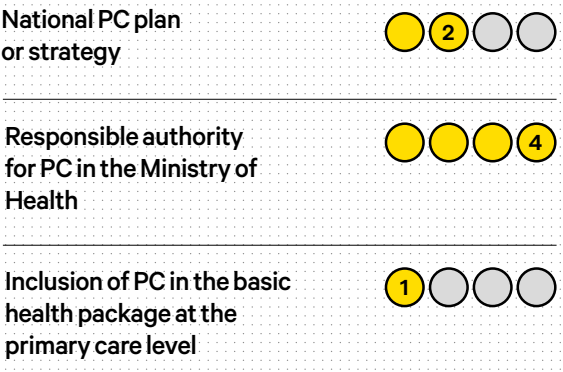 National PC plan
or strategy
2
Responsible authority
for PC in the Ministry of
Health
4
Inclusion of PC in the basic
health package at the
primary care level
1